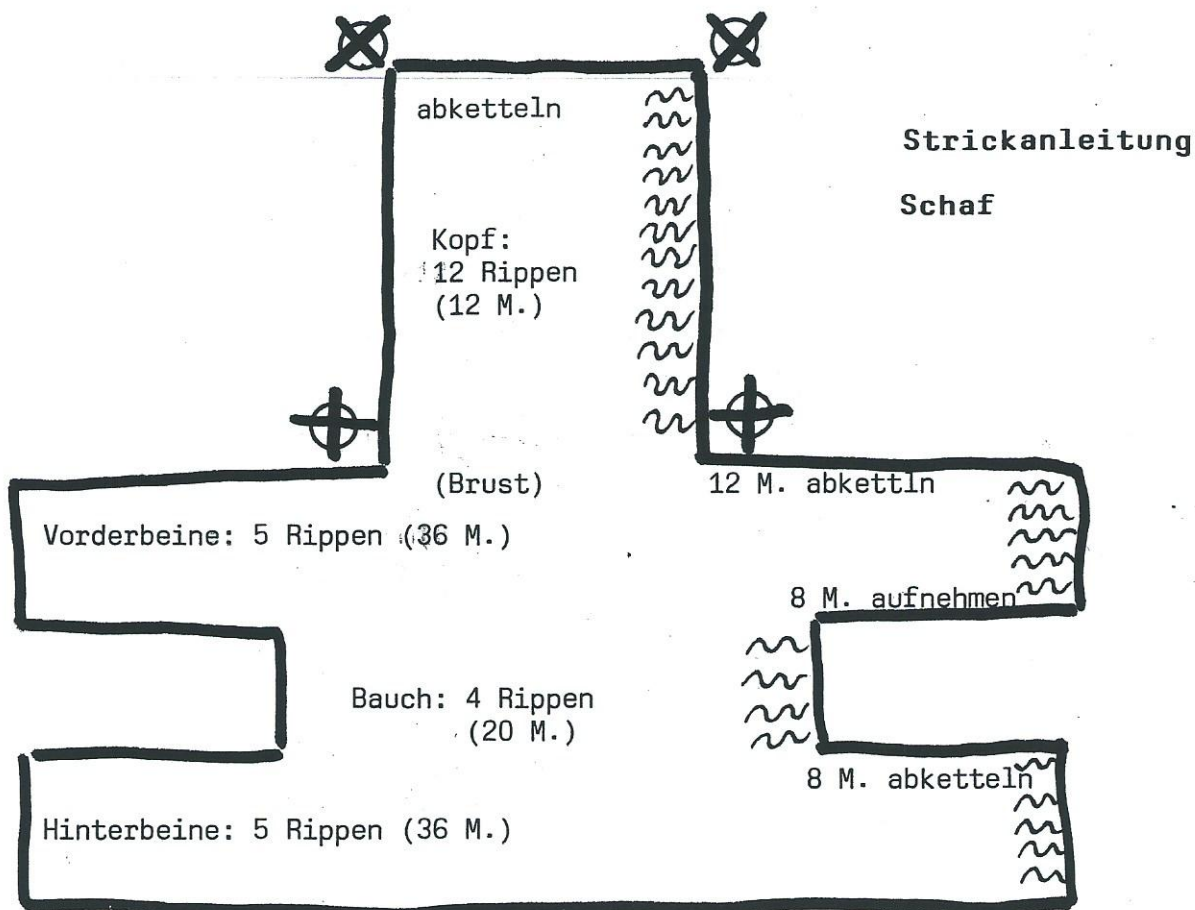 abketteln
Strickanleitung
Schaf
Kopf:
12 Rippen
(12 M.)
(Brust)
12 M. abkettln
Vorderbeine: 5 Rippen (36 M.)
8 M. aufnehmen
Bauch: 4 Rippen
(20 M.)
8 M. abketteln
Hinterbeine: 5 Rippen (36 M.)